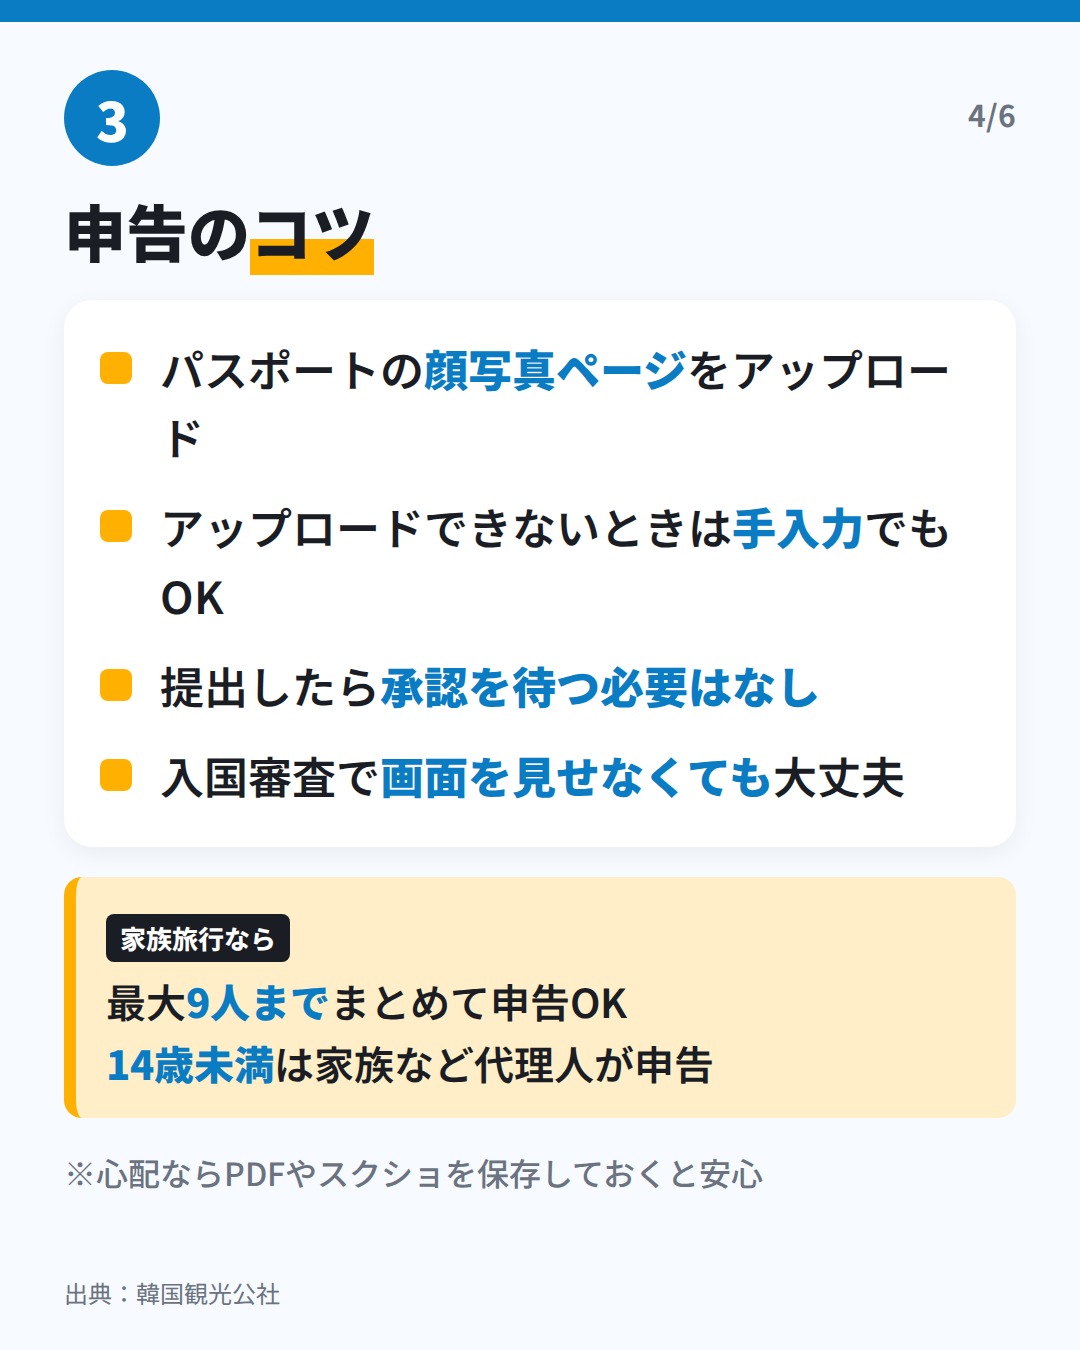 3
4/6
申告のコツ
パスポートの顔写真ページをアップロー
ド
アップロードできないときは手入力でも
OK
提出したら承認を待つ必要はなし
入国審査で画面を見せなくても大丈夫
家族旅行なら
最大9人までまとめて申告OK
14歳未満は家族など代理人が申告
※心配ならPDFやスクショを保存しておくと安心
出典：韓国観光公社